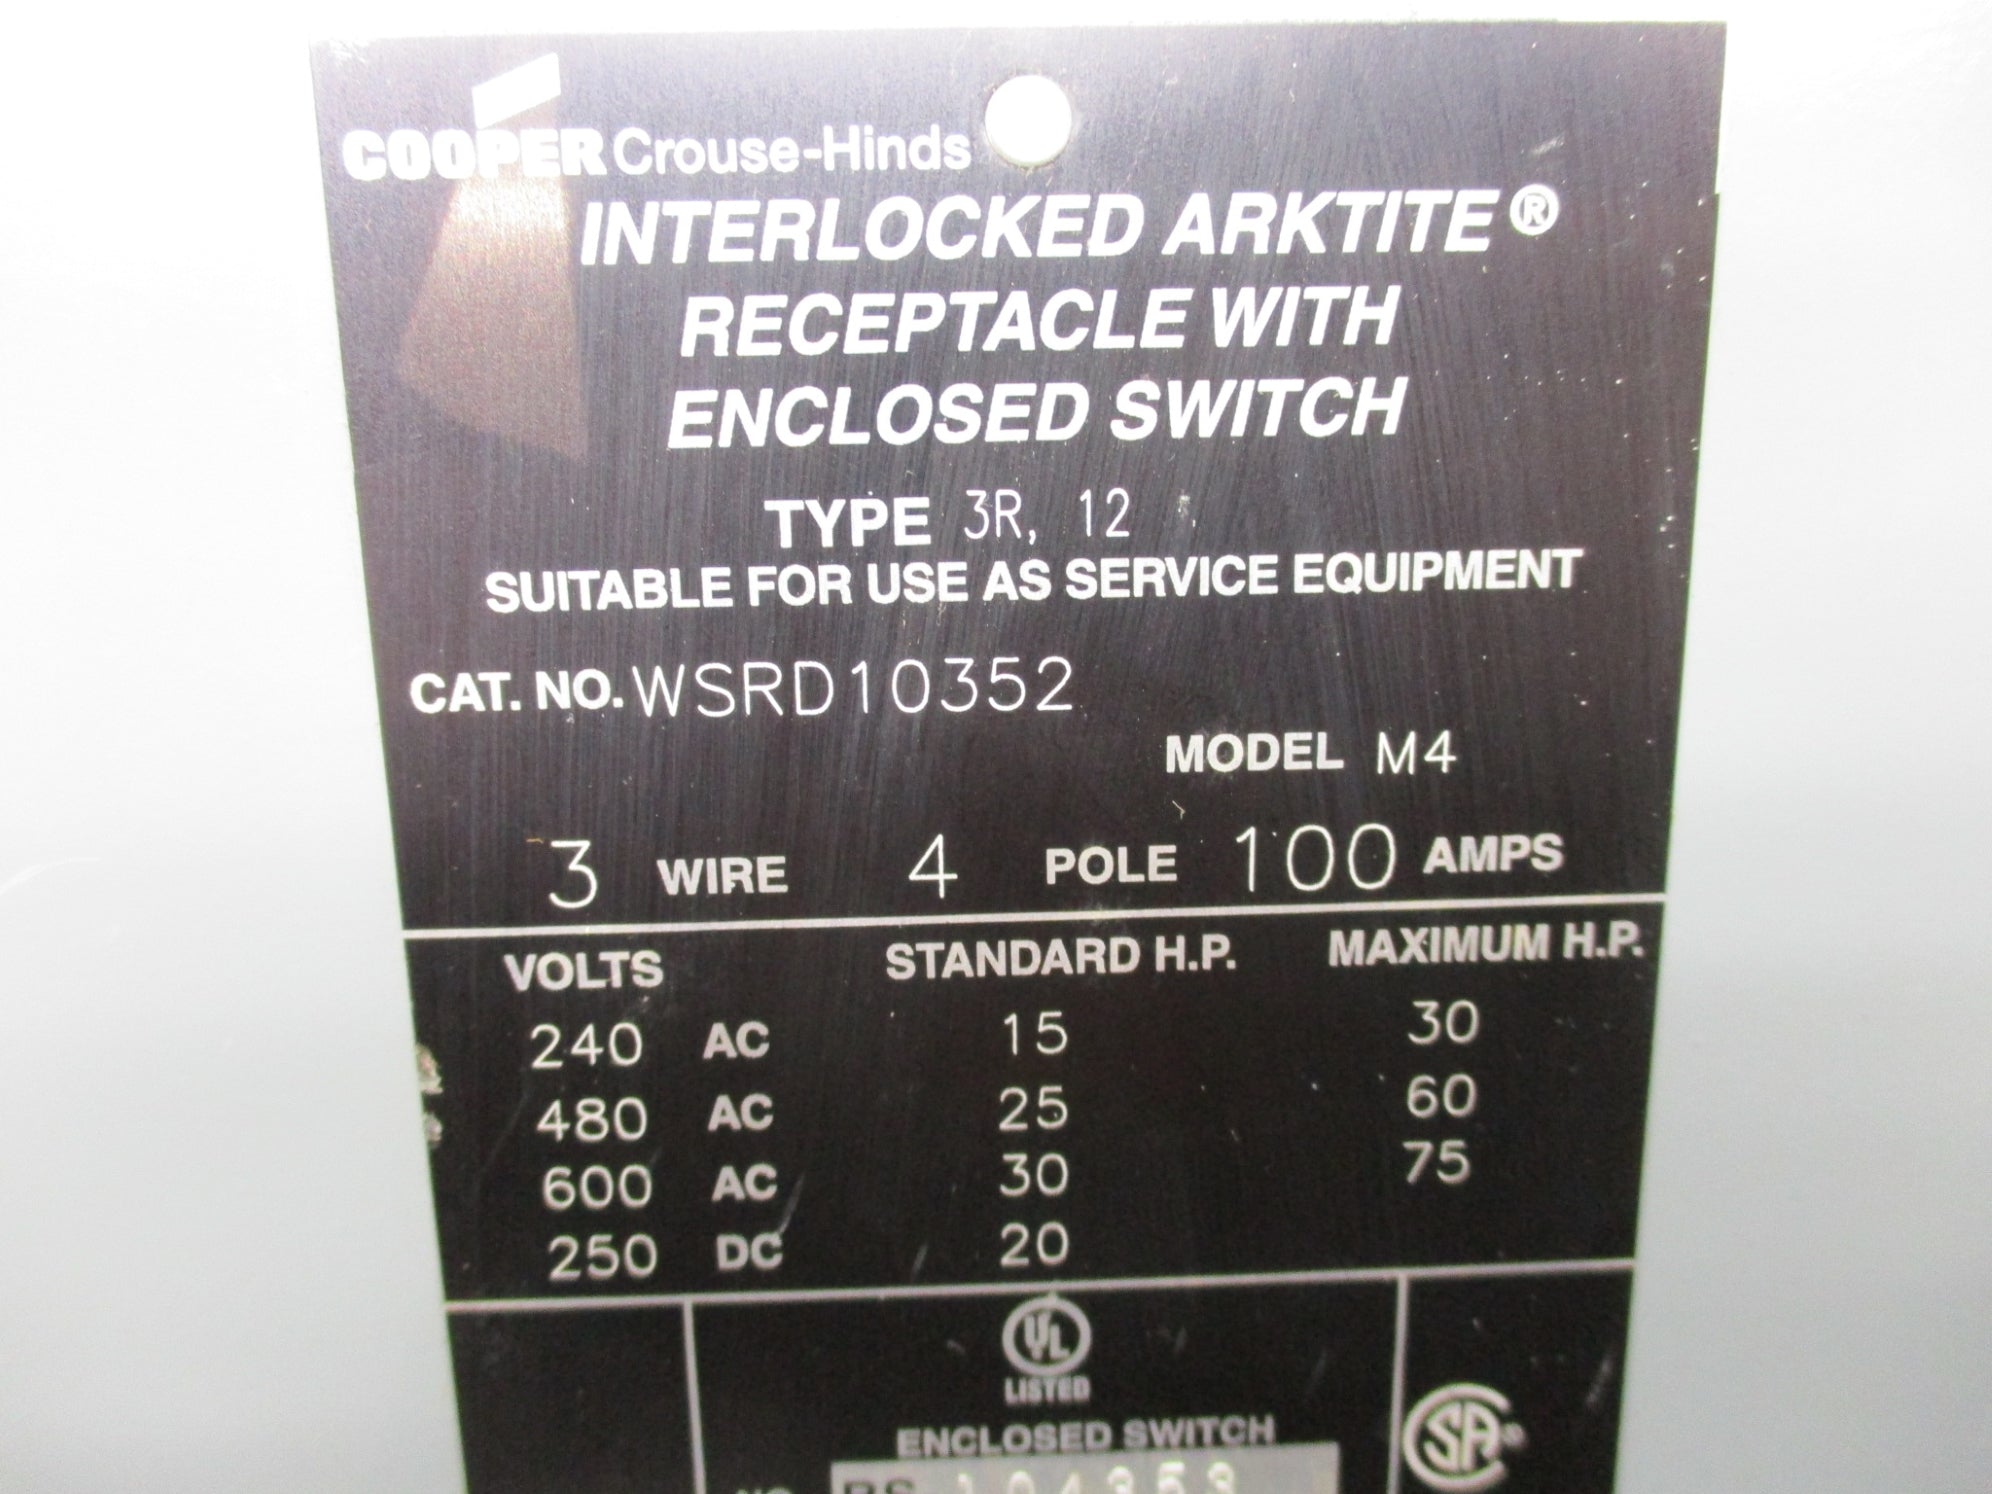 COOPER Crouse-Hinds
INTERLOCKED ARKTITE®
RECEPTACLE WITH
ENCLOSED SWITCH
TYPE 3R, 12
SUITABLE FOR USE AS SERVICE EQUIPMENT
CAT. NO. WSRD10352
MODEL M4
3 WIRE 4 POLE 100 AMPS
VOLTS STANDARD H.P. MAXIMUM H.P.
240 AC 15 30
480 AC 25 60
600 AC 30 75
250 DC 20
UL
LISTED
ENCLOSED SWITCH
SA®
NO.